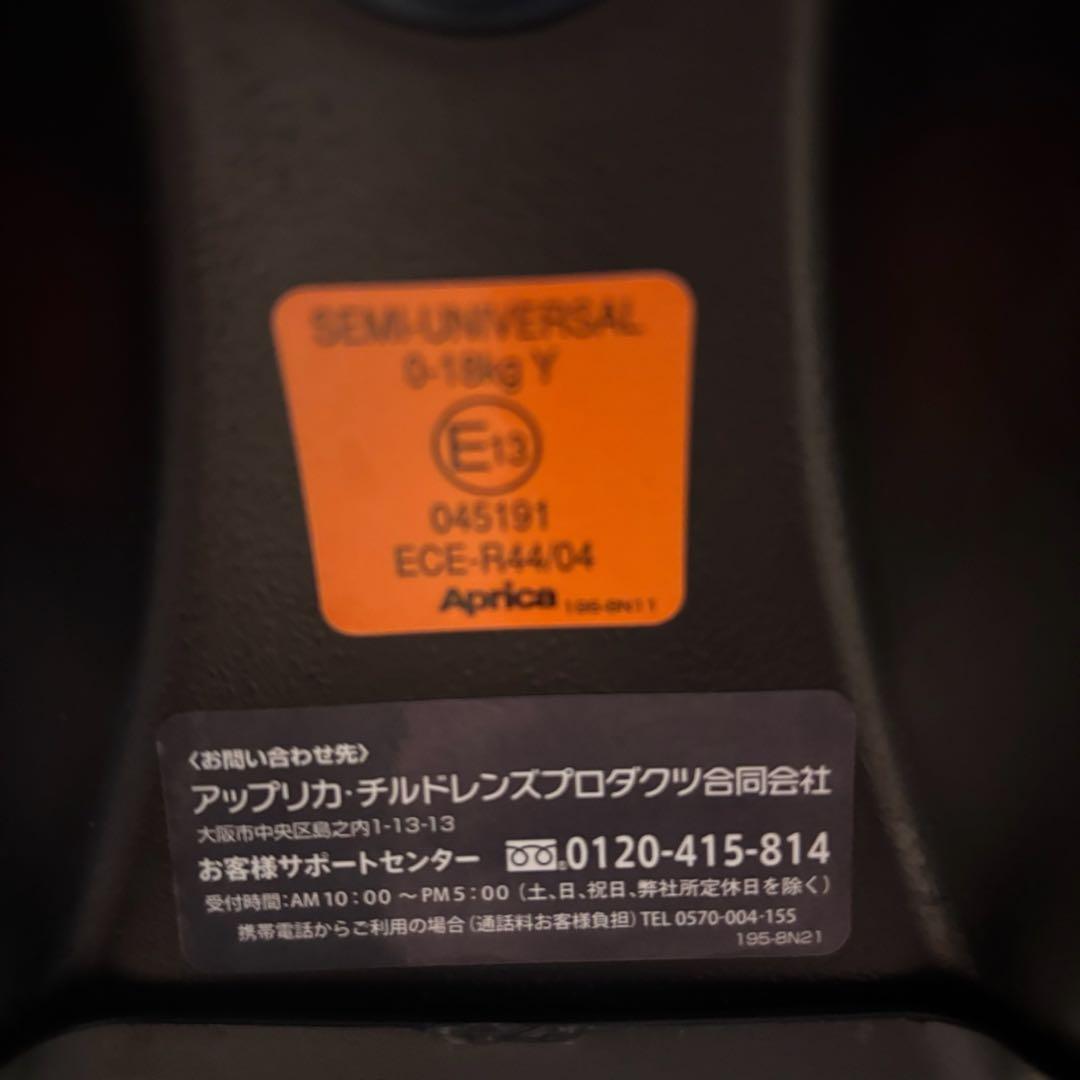 SEMI-UNIVERSAL
0-18kg Y
E13
045191
ECE-R44/04
Aprica 195-8N11
〈お問い合わせ先〉
アップリカ・チルドレンズプロダクツ合同会社
大阪市中央区島之内1-13-13
お客様サポートセンター 0120-415-814
受付時間：AM10：00 ～PM5：00（土、日、祝日、弊社所定休日を除く）
携帯電話からご利用の場合（通話料お客様負担）TEL 0570-004-155
195-8N21